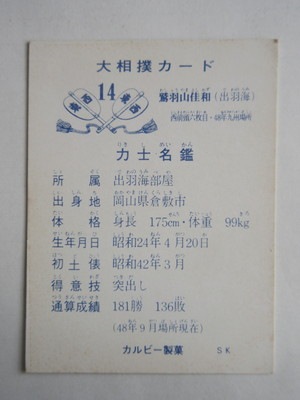 大相撲カード
14
鷲羽山佳和(出羽海)
西前頭六枚目・48年九州場所
力士名鑑
所属 出羽海部屋
出身地 岡山県倉敷市
体格 身長 175cm・体重 99kg
生年月日 昭和24年4月20日
初土俵 昭和42年3月
得意技 突出し
通算成績 181勝 136敗
(48年9月場所現在)
カルビー製菓 SK